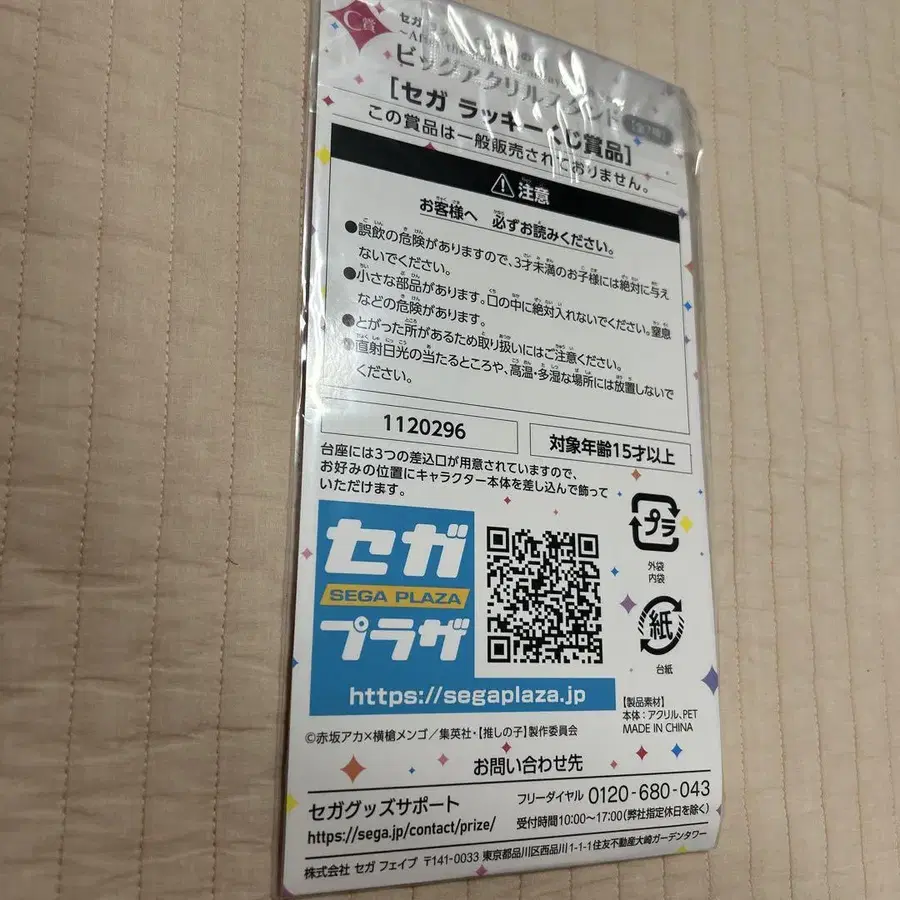 C賞
セガ
ビッグアクリルスタンド
[セガ ラッキーくじ賞品]
この賞品は一般販売されておりません。
注意
お客様へ 必ずお読みください。
●誤飲の危険がありますので、3才未満のお子様には絶対に与え
ないでください。
●小さな部品があります。口の中に絶対入れないでください。窒息
などの危険があります。
●とがった所があるため取り扱いにはご注意ください。
●直射日光の当たるところや、高温・多湿な場所には放置しないで
ください。
1120296
対象年齢15才以上
台座には3つの差込口が用意されていますので、
お好みの位置にキャラクター本体を差し込んで飾って
いただけます。
セガ
SEGA PLAZA
プラザ
https://segaplaza.jp
プラ
外袋
内袋
紙
台紙
【製品素材】
本体:アクリル、PET
MADE IN CHINA
©赤坂アカ×横槍メンゴ/集英社・【推しの子】製作委員会
お問い合わせ先
セガグッズサポート
https://sega.jp/contact/prize/
フリーダイヤル 0120-680-043
受付時間10:00~17:00(弊社指定休日を除く)
株式会社 セガ フェイブ 〒141-0033 東京都品川区西品川1-1-1住友不動産大崎ガーデンタワー